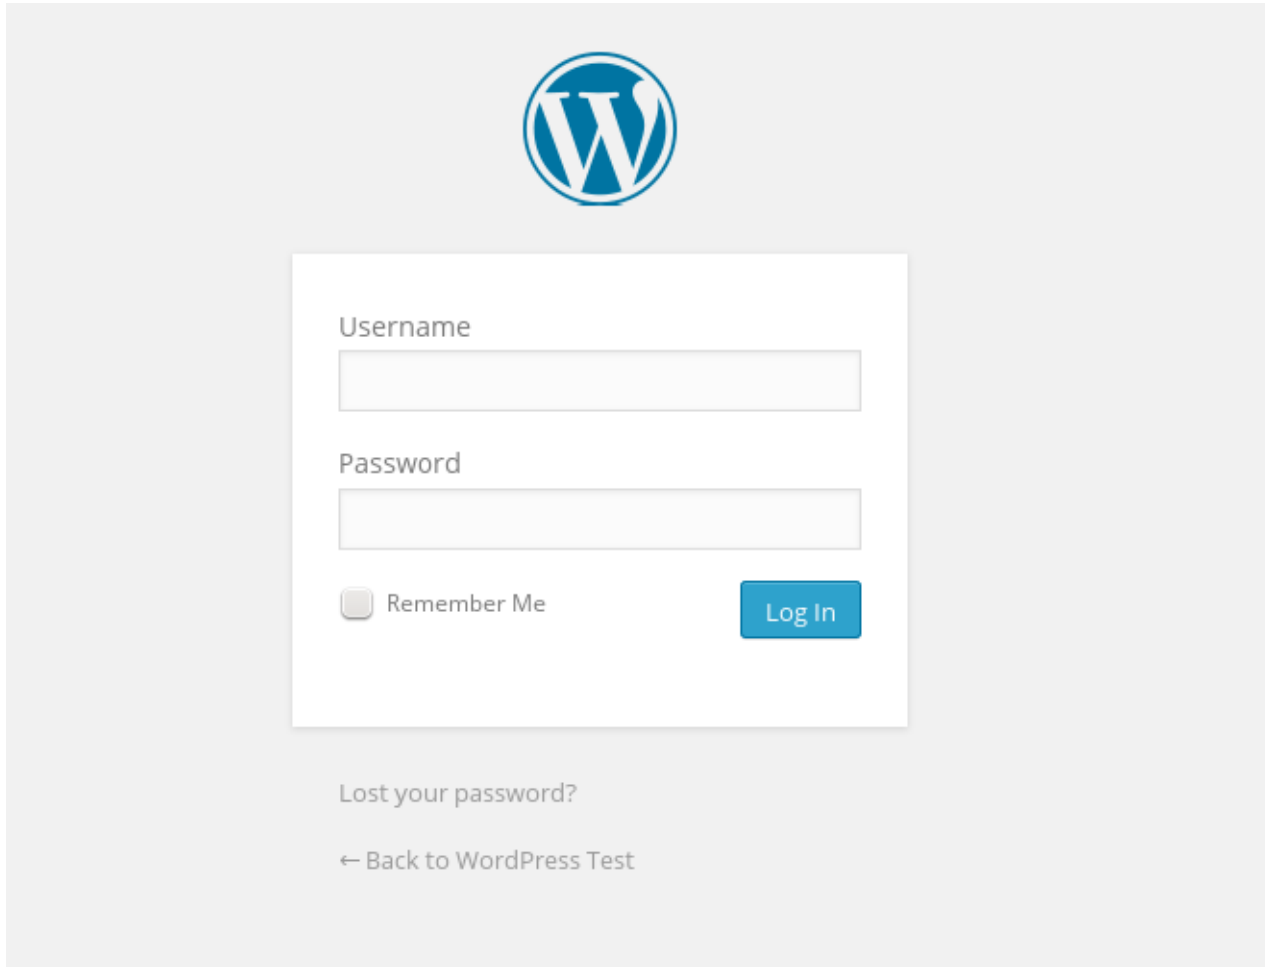 Username
Password
Remember Me
Log In
Lost your password?
← Back to WordPress Test